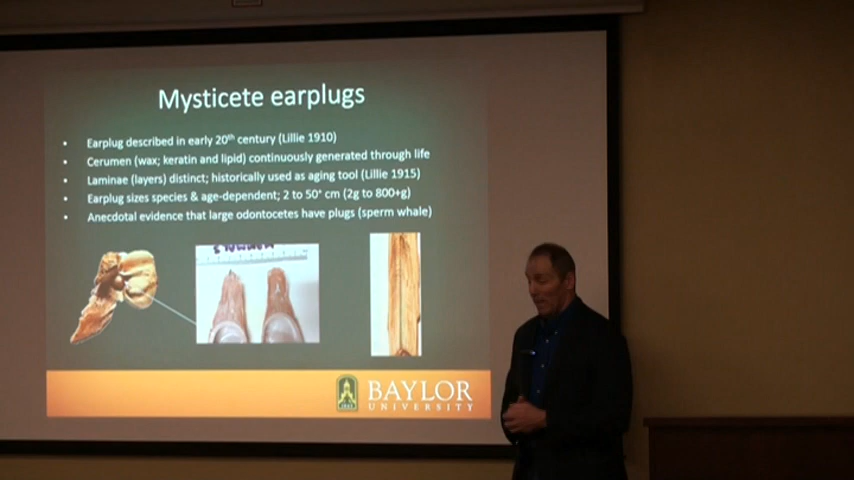 Mysticete earplugs
• Earplug described in early 20th century (Lillie 1910)
• Cerumen (wax; keratin and lipid) continuously generated through life
• Laminae (layers) distinct; historically used as aging tool (Lillie 1915)
• Earplug sizes species & age-dependent; 2 to 50⁺ cm (2g to 800+g)
• Anecdotal evidence that large odontocetes have plugs (sperm whale)
BAYLOR
UNIVERSITY